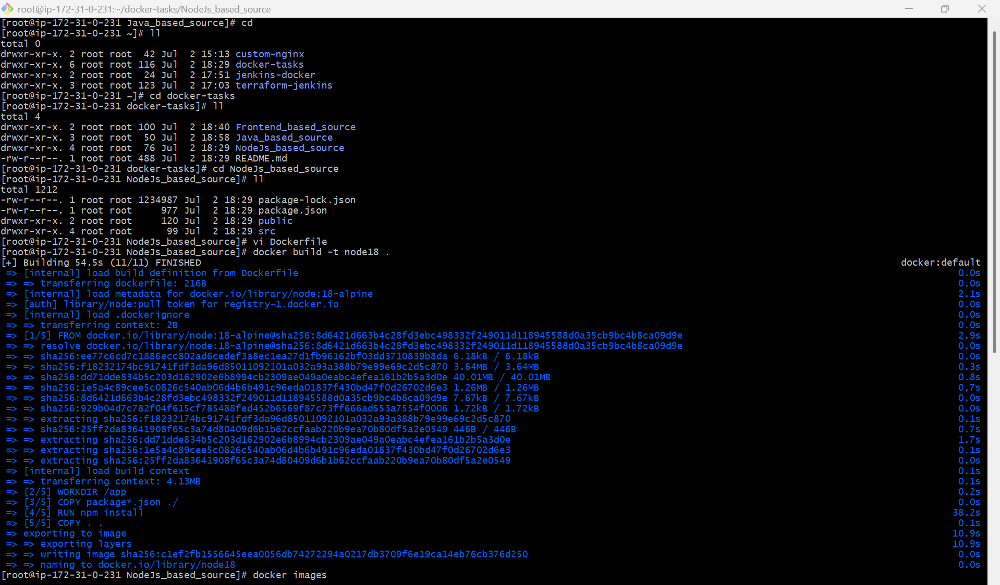 root@ip-172-31-0-231:~/docker-tasks/NodeJs_based_source
[root@ip-172-31-0-231 Java_based_source]# cd
[root@ip-172-31-0-231 ~]# ll
total 0
drwxr-xr-x. 2 root root  42 Jul  2 15:13 custom-nginx
drwxr-xr-x. 6 root root 116 Jul  2 18:29 docker-tasks
drwxr-xr-x. 2 root root  24 Jul  2 17:51 jenkins-docker
drwxr-xr-x. 3 root root 123 Jul  2 17:03 terraform-jenkins
[root@ip-172-31-0-231 ~]# cd docker-tasks
[root@ip-172-31-0-231 docker-tasks]# ll
total 4
drwxr-xr-x. 2 root root 100 Jul  2 18:40 Frontend_based_source
drwxr-xr-x. 3 root root  50 Jul  2 18:58 Java_based_source
drwxr-xr-x. 4 root root  76 Jul  2 18:29 NodeJs_based_source
-rw-r--r--. 1 root root 488 Jul  2 18:29 README.md
[root@ip-172-31-0-231 docker-tasks]# cd NodeJs_based_source
[root@ip-172-31-0-231 NodeJs_based_source]# ll
total 1212
-rw-r--r--. 1 root root 1234987 Jul  2 18:29 package-lock.json
-rw-r--r--. 1 root root     977 Jul  2 18:29 package.json
drwxr-xr-x. 2 root root     120 Jul  2 18:29 public
drwxr-xr-x. 4 root root      99 Jul  2 18:29 src
[root@ip-172-31-0-231 NodeJs_based_source]# vi Dockerfile
[root@ip-172-31-0-231 NodeJs_based_source]# docker build -t node18 .
[+] Building 54.5s (11/11) FINISHED docker:default
=> [internal] load build definition from Dockerfile 0.0s
=> => transferring dockerfile: 216B 0.0s
=> [internal] load metadata for docker.io/library/node:18-alpine 2.1s
=> [auth] library/node:pull token for registry-1.docker.io 0.0s
=> [internal] load .dockerignore 0.0s
=> => transferring context: 2B 0.0s
=> [1/5] FROM docker.io/library/node:18-alpine@sha256:8d6421d663b4c28fd3ebc498332f249011d118945588d0a35cb9bc4b8ca09d9e 2.9s
=> => resolve docker.io/library/node:18-alpine@sha256:8d6421d663b4c28fd3ebc498332f249011d118945588d0a35cb9bc4b8ca09d9e 0.0s
=> => sha256:ee77c6cd7c1886ecc802ad6cedef3a8ec1ea27d1fb96162bf03dd3710839b8da 6.18kB / 6.18kB 0.0s
=> => sha256:f18232174bc91741fdf3da96d85011092101a032a93a388b79e99e69c2d5c870 3.64MB / 3.64MB 0.3s
=> => sha256:dd71dde834b5c203d162902e6b8994cb2309ae049a0eabc4efea161b2b5a3d0e 40.01MB / 40.01MB 0.8s
=> => sha256:1e5a4c89cee5c0826c540ab06d4b6b491c96eda01837f430bd47f0d26702d6e3 1.26MB / 1.26MB 0.7s
=> => sha256:8d6421d663b4c28fd3ebc498332f249011d118945588d0a35cb9bc4b8ca09d9e 7.67kB / 7.67kB 0.0s
=> => sha256:929b04d7c782f04f615cf785488fed452b6569f87c73ff666ad553a7554f0006 1.72kB / 1.72kB 0.0s
=> => extracting sha256:f18232174bc91741fdf3da96d85011092101a032a93a388b79e99e69c2d5c870 0.1s
=> => sha256:25ff2da83641908f65c3a74d80409d6b1b62ccfaab220b9ea70b80df5a2e0549 446B / 446B 0.7s
=> => extracting sha256:dd71dde834b5c203d162902e6b8994cb2309ae049a0eabc4efea161b2b5a3d0e 1.7s
=> => extracting sha256:1e5a4c89cee5c0826c540ab06d4b6b491c96eda01837f430bd47f0d26702d6e3 0.1s
=> => extracting sha256:25ff2da83641908f65c3a74d80409d6b1b62ccfaab220b9ea70b80df5a2e0549 0.0s
=> [internal] load build context 0.1s
=> => transferring context: 4.13MB 0.1s
=> [2/5] WORKDIR /app 0.2s
=> [3/5] COPY package*.json ./ 0.0s
=> [4/5] RUN npm install 38.2s
=> [5/5] COPY . . 0.1s
=> exporting to image 10.9s
=> => exporting layers 10.9s
=> => writing image sha256:c1ef2fb1556645eea0056db74272294a0217db3709f6e19ca14eb76cb376d250 0.0s
=> => naming to docker.io/library/node18 0.0s
[root@ip-172-31-0-231 NodeJs_based_source]# docker images